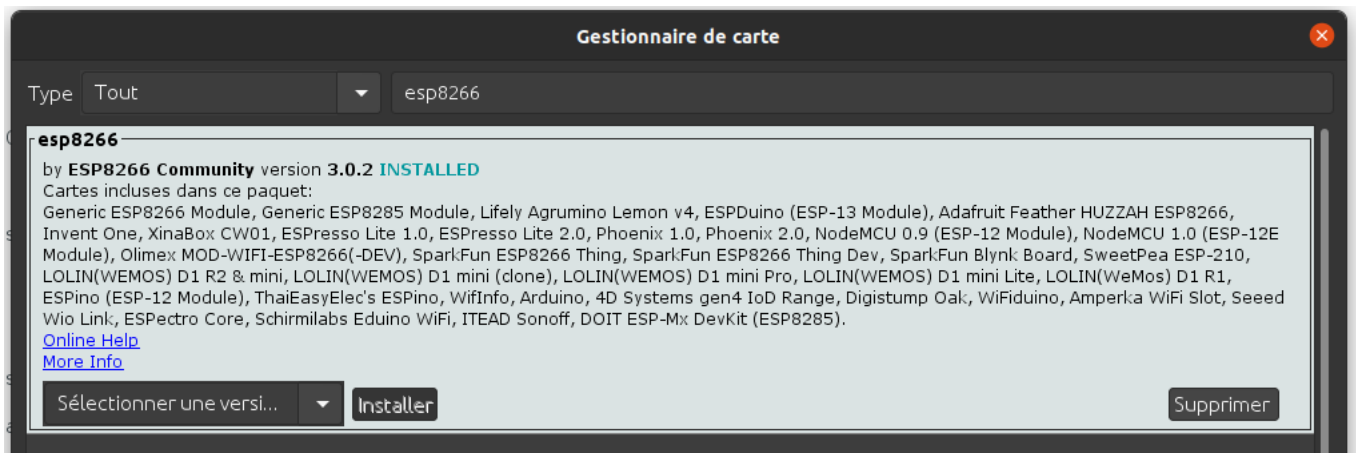 Gestionnaire de carte
Type Tout esp8266
esp8266
by ESP8266 Community version 3.0.2 INSTALLED
Cartes incluses dans ce paquet:
Generic ESP8266 Module, Generic ESP8285 Module, Lifely Agrumino Lemon v4, ESPDuino (ESP-13 Module), Adafruit Feather HUZZAH ESP8266,
Invent One, XinaBox CW01, ESPresso Lite 1.0, ESPresso Lite 2.0, Phoenix 1.0, Phoenix 2.0, NodeMCU 0.9 (ESP-12 Module), NodeMCU 1.0 (ESP-12E
Module), Olimex MOD-WIFI-ESP8266(-DEV), SparkFun ESP8266 Thing, SparkFun ESP8266 Thing Dev, SparkFun Blynk Board, SweetPea ESP-210,
LOLIN(WEMOS) D1 R2 & mini, LOLIN(WEMOS) D1 mini (clone), LOLIN(WEMOS) D1 mini Pro, LOLIN(WEMOS) D1 mini Lite, LOLIN(WeMos) D1 R1,
ESPino (ESP-12 Module), ThaiEasyElec's ESPino, WifInfo, Arduino, 4D Systems gen4 IoD Range, Digistump Oak, WiFiduino, Amperka WiFi Slot, Seeed
Wio Link, ESPectro Core, Schirmilabs Eduino WiFi, ITEAD Sonoff, DOIT ESP-Mx DevKit (ESP8285).
Online Help
More Info
Sélectionner une versi... Installer Supprimer